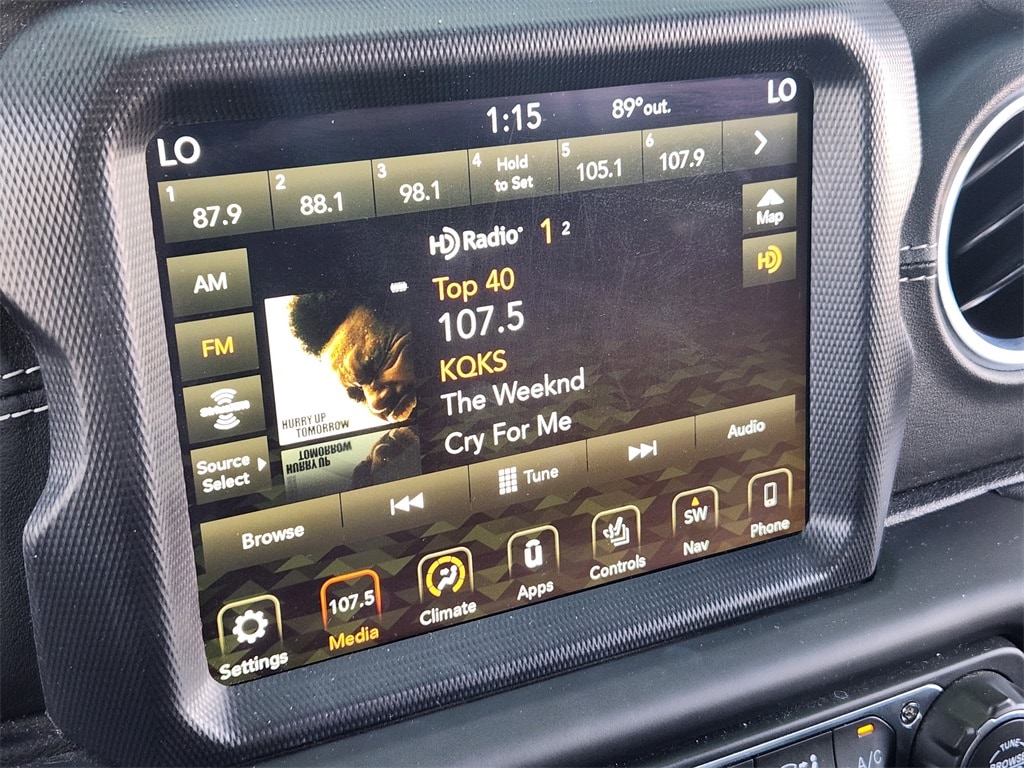 LO 1:15 89° out. LO
1 87.9
2 88.1
3 98.1
4 Hold
to Set
5 105.1
6 107.9
Map
HD
AM
FM
SiriusXM
Source
Select
HD Radio 1 2
Top 40
107.5
KQKS
The Weeknd
Cry For Me
HURRY UP
TOMORROW
Browse
Tune
Audio
Settings
107.5
Media
Climate
Apps
Controls
SW
Nav
Phone
A/C
TUNE
BROWSE